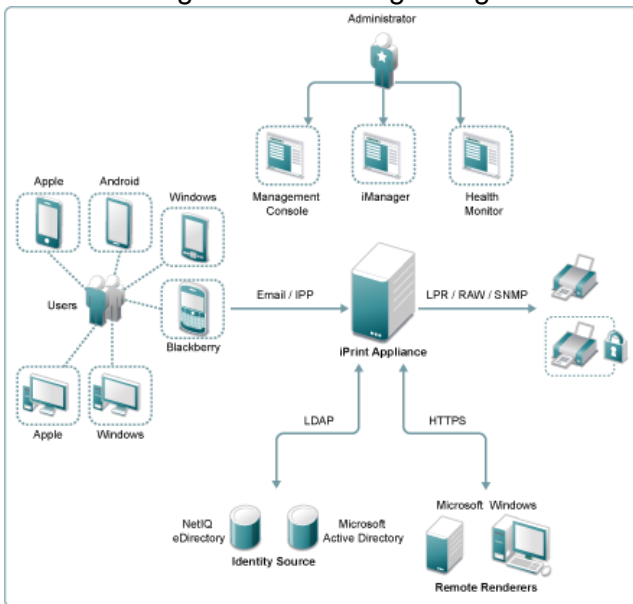 Administrator
Management
Console
iManager
Health
Monitor
Apple
Android
Windows
Users
Blackberry
Apple
Windows
Email / IPP
LPR / RAW / SNMP
iPrint Appliance
LDAP
HTTPS
NetIQ
eDirectory
Microsoft
Active Directory
Identity Source
Microsoft Windows
Remote Renderers